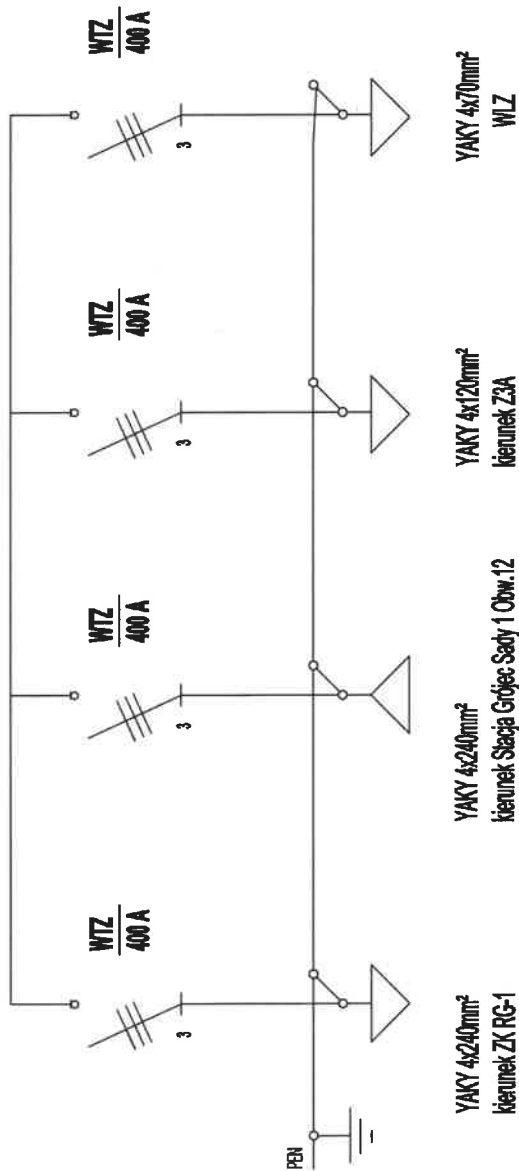 WTZ
400 A
WTZ
400 A
WTZ
400 A
WTZ
400 A
3
3
3
3
PEN
YAKY 4x240mm²
kierunek ZK RG-1
YAKY 4x240mm²
kierunek Stacja Grójec Sady 1 Obw.12
YAKY 4x120mm²
kierunek Z3A
YAKY 4x70mm²
WLZ